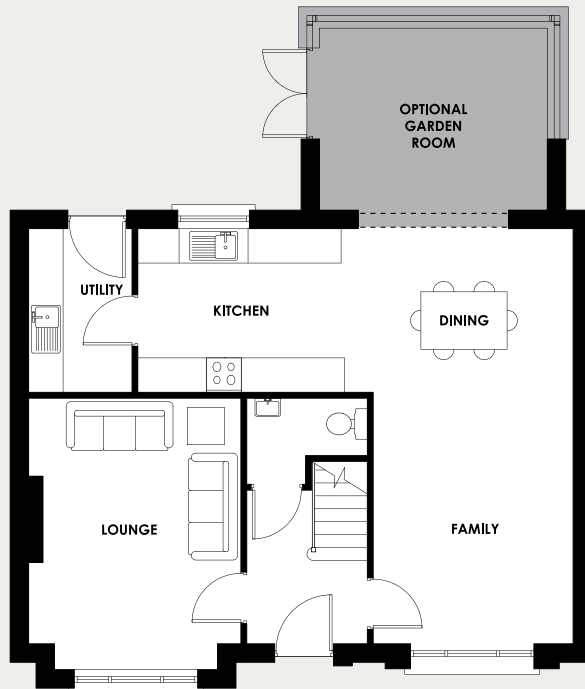 OPTIONAL
GARDEN
ROOM
UTILITY
KITCHEN
DINING
LOUNGE
FAMILY